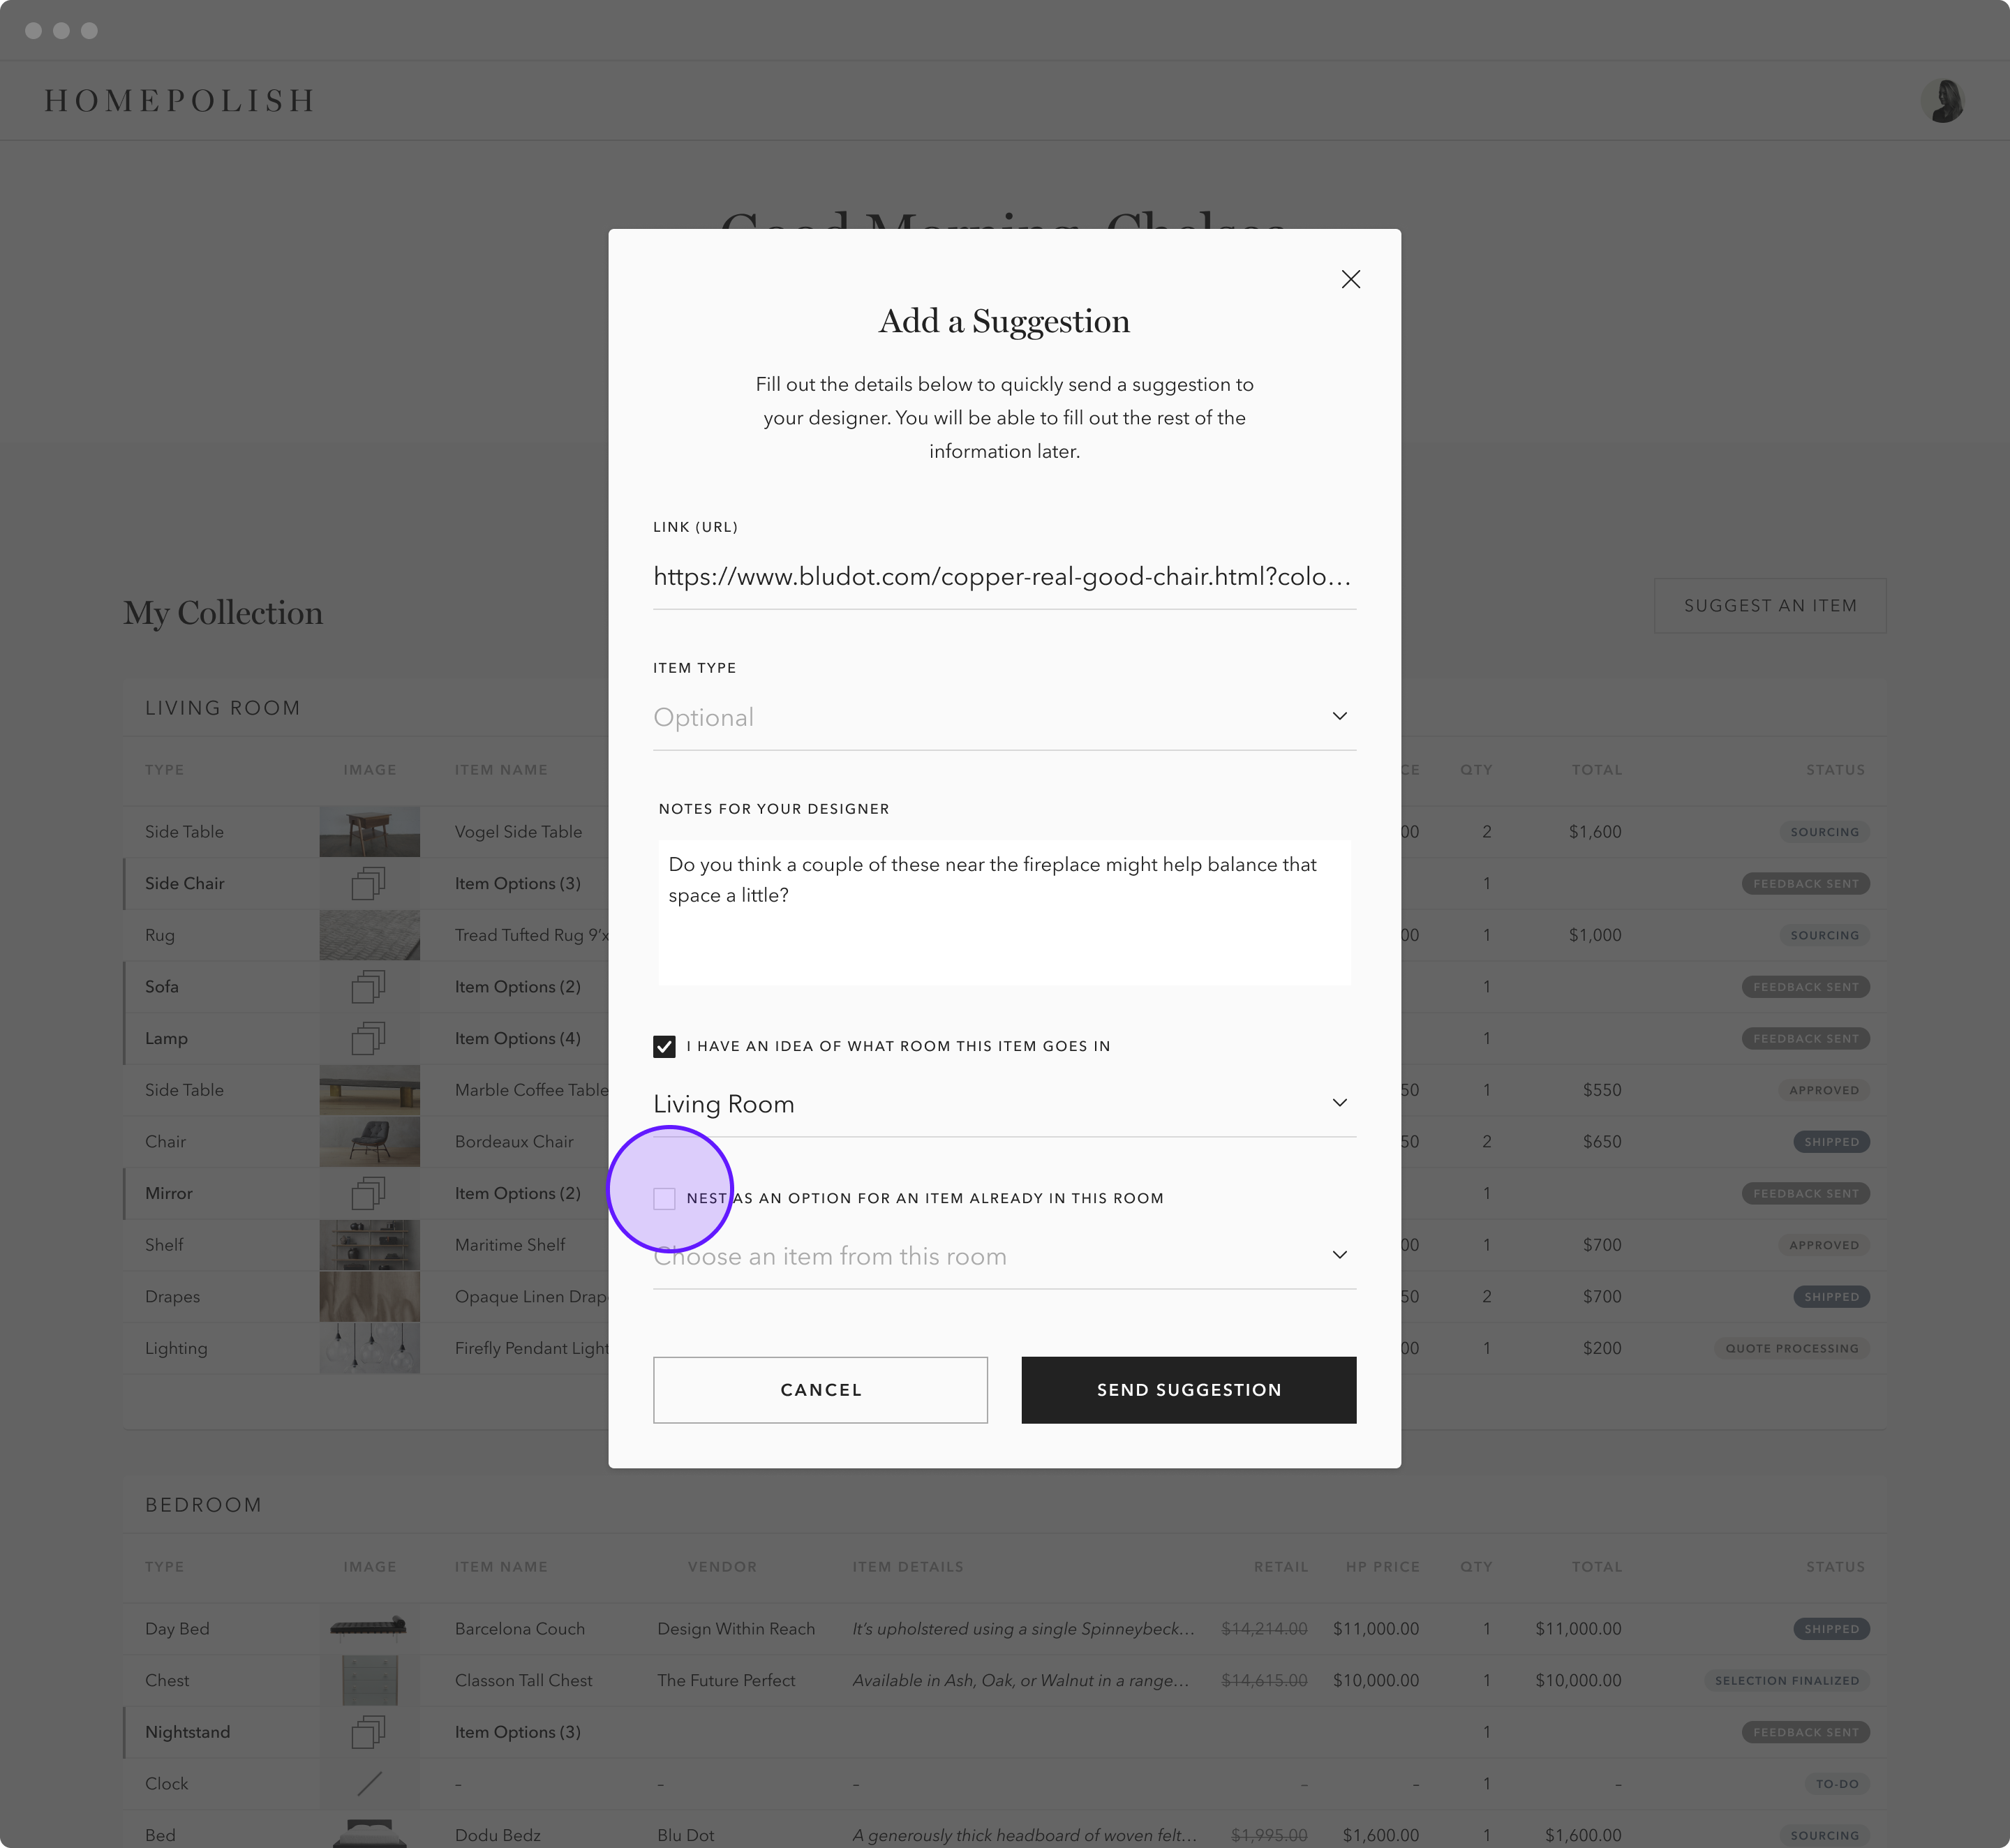 HOMEPOLISH
Good Morning, Chelsea
Add a Suggestion
Fill out the details below to quickly send a suggestion to
your designer. You will be able to fill out the rest of the
information later.
LINK (URL)
https://www.bludot.com/copper-real-good-chair.html?colo...
ITEM TYPE
Optional
NOTES FOR YOUR DESIGNER
Do you think a couple of these near the fireplace might help balance that
space a little?
I HAVE AN IDEA OF WHAT ROOM THIS ITEM GOES IN
Living Room
NEST AS AN OPTION FOR AN ITEM ALREADY IN THIS ROOM
Choose an item from this room
CANCEL SEND SUGGESTION
My Collection SUGGEST AN ITEM
LIVING ROOM
TYPE IMAGE ITEM NAME CE QTY TOTAL STATUS
Side Table Vogel Side Table 00 2 $1,600 SOURCING
Side Chair Item Options (3) 1 FEEDBACK SENT
Rug Tread Tufted Rug 9'x 00 1 $1,000 SOURCING
Sofa Item Options (2) 1 FEEDBACK SENT
Lamp Item Options (4) 1 FEEDBACK SENT
Side Table Marble Coffee Table 50 1 $550 APPROVED
Chair Bordeaux Chair 50 2 $650 SHIPPED
Mirror Item Options (2) 1 FEEDBACK SENT
Shelf Maritime Shelf 00 1 $700 APPROVED
Drapes Opaque Linen Drap 50 2 $700 SHIPPED
Lighting Firefly Pendant Light 00 1 $200 QUOTE PROCESSING
BEDROOM
TYPE IMAGE ITEM NAME VENDOR ITEM DETAILS RETAIL HP PRICE QTY TOTAL STATUS
Day Bed Barcelona Couch Design Within Reach It's upholstered using a single Spinneybeck... $14,214.00 $11,000.00 1 $11,000.00 SHIPPED
Chest Classon Tall Chest The Future Perfect Available in Ash, Oak, or Walnut in a range... $14,615.00 $10,000.00 1 $10,000.00 SELECTION FINALIZED
Nightstand Item Options (3) 1 FEEDBACK SENT
Clock – – – – – 1 – TO-DO
Bed Dodu Bedz Blu Dot A generously thick headboard of woven felt... $1,995.00 $1,600.00 1 $1,600.00 SOURCING